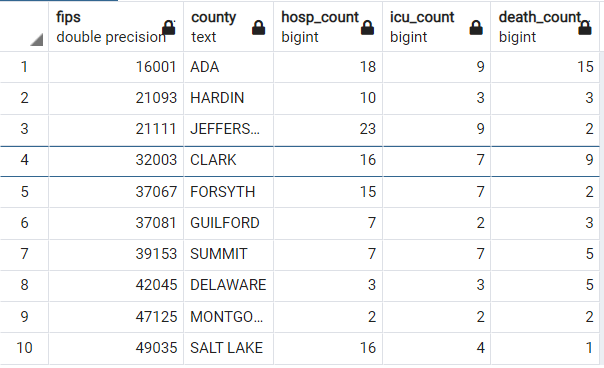 fips county hosp_count icu_count death_count
double precision text bigint bigint bigint
1 16001 ADA 18 9 15
2 21093 HARDIN 10 3 3
3 21111 JEFFERS... 23 9 2
4 32003 CLARK 16 7 9
5 37067 FORSYTH 15 7 2
6 37081 GUILFORD 7 2 3
7 39153 SUMMIT 7 7 5
8 42045 DELAWARE 3 3 5
9 47125 MONTGO... 2 2 2
10 49035 SALT LAKE 16 4 1